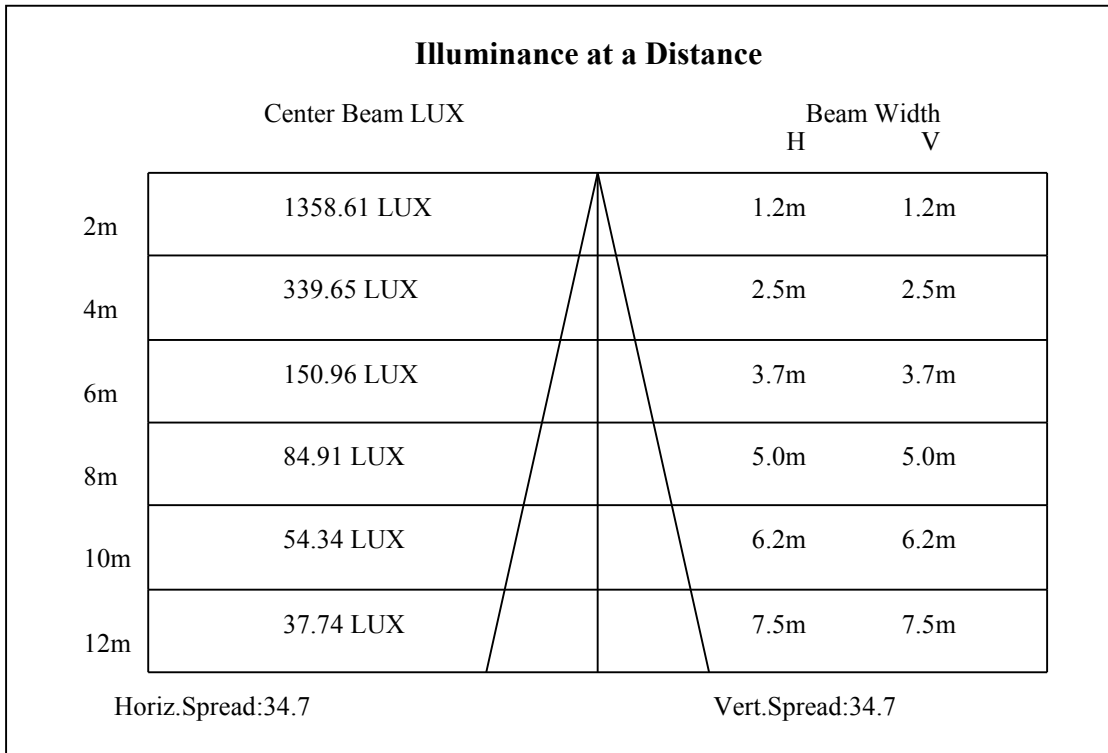 Illuminance at a Distance
Center Beam LUX Beam Width
H V
2m 1358.61 LUX 1.2m 1.2m
4m 339.65 LUX 2.5m 2.5m
6m 150.96 LUX 3.7m 3.7m
8m 84.91 LUX 5.0m 5.0m
10m 54.34 LUX 6.2m 6.2m
12m 37.74 LUX 7.5m 7.5m
Horiz.Spread:34.7 Vert.Spread:34.7